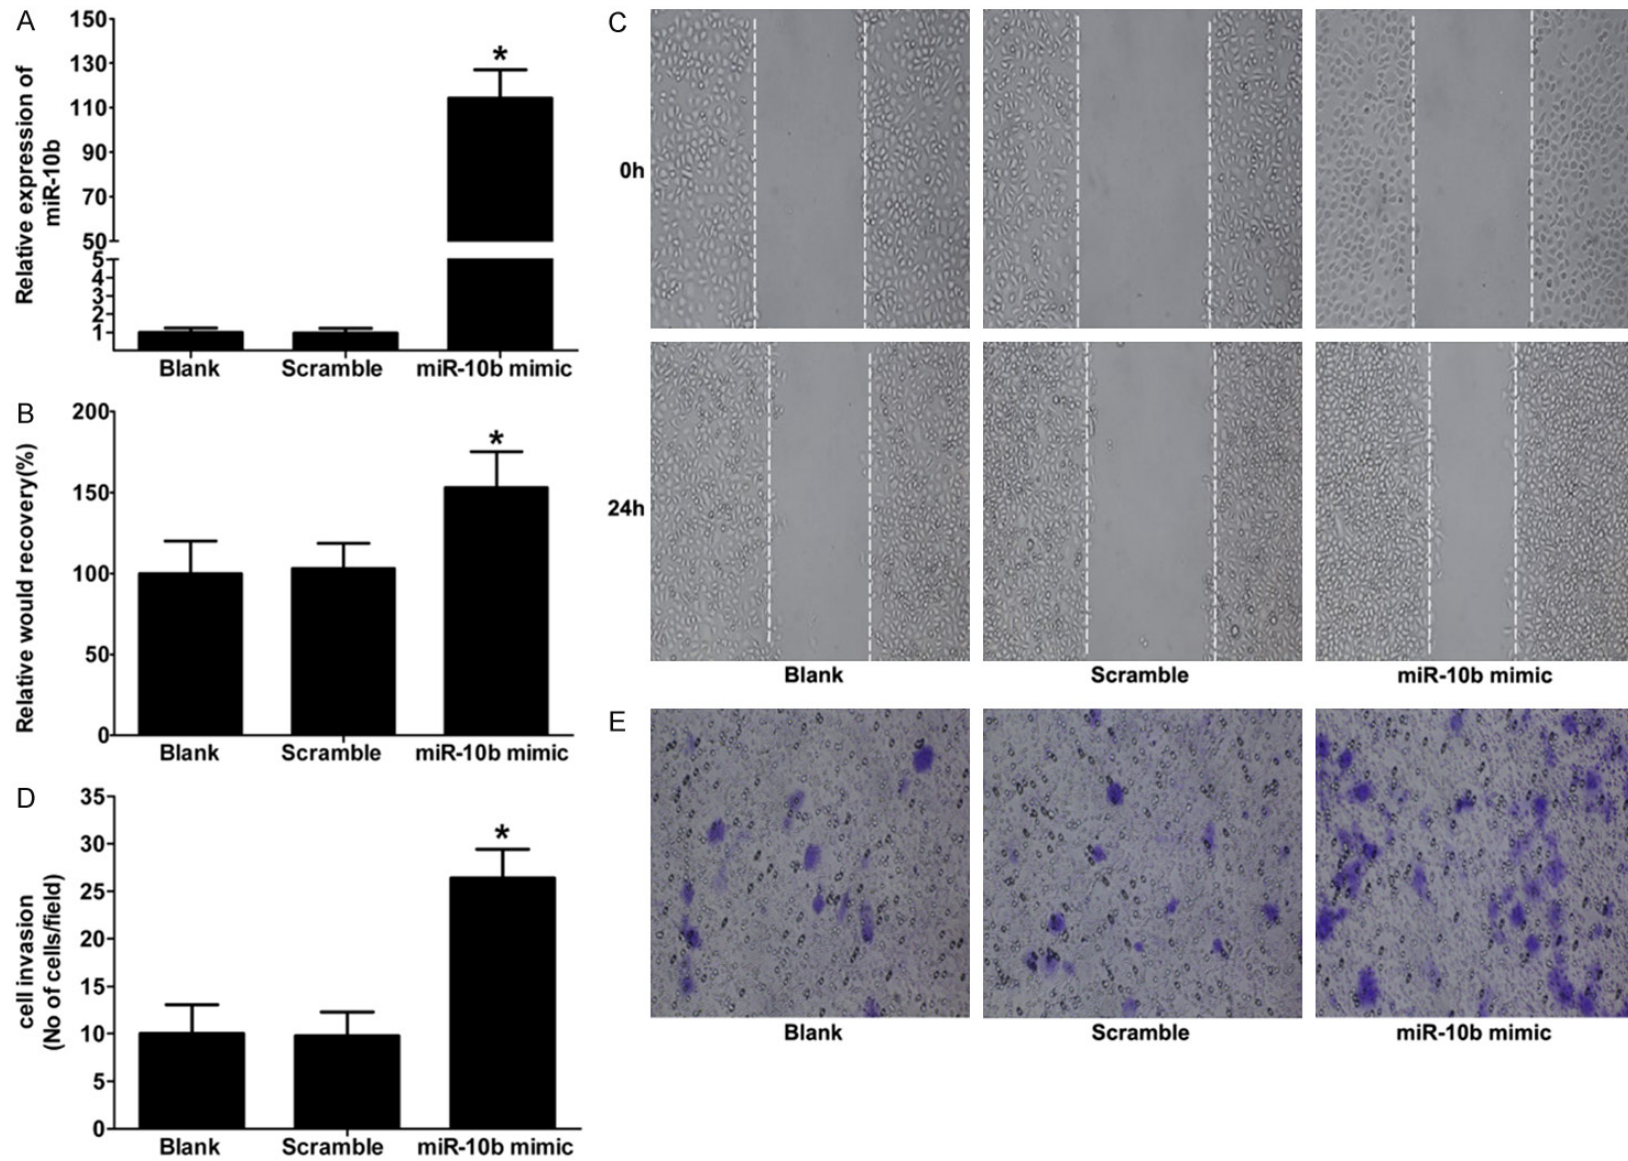 A
Relative expression of
miR-10b
150
130
110
90
70
50
5
4
3
2
1
*
Blank Scramble miR-10b mimic
B
Relative would recovery(%)
200
150
100
50
0
*
Blank Scramble miR-10b mimic
D
cell invasion
(No of cells/field)
35
30
25
20
15
10
5
0
*
Blank Scramble miR-10b mimic
C
0h
24h
Blank Scramble miR-10b mimic
E
Blank Scramble miR-10b mimic